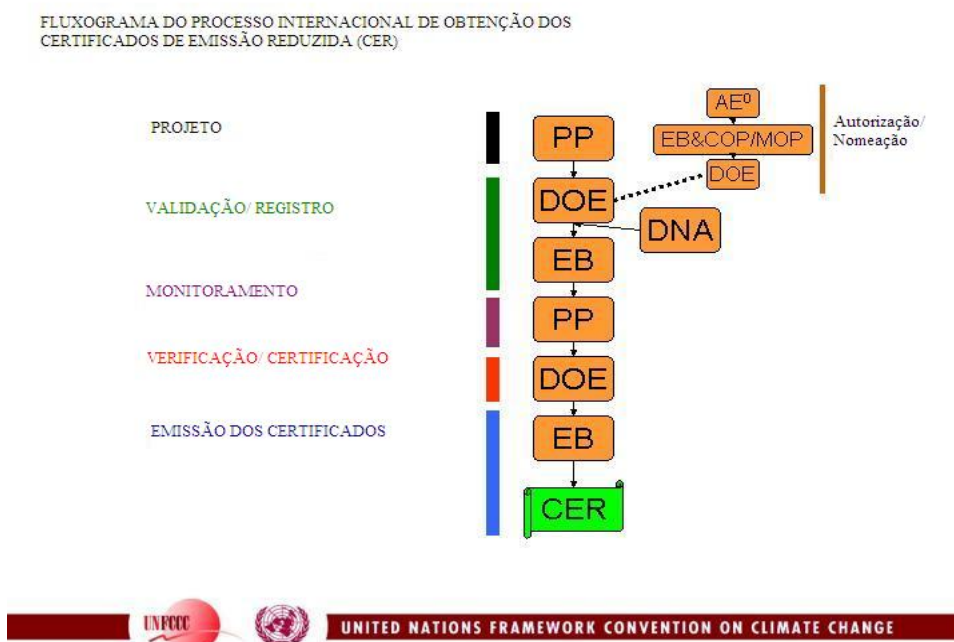 FLUXOGRAMA DO PROCESSO INTERNACIONAL DE OBTENÇÃO DOS
CERTIFICADOS DE EMISSÃO REDUZIDA (CER)
PROJETO
PP
AEº
EB&COP/MOP
DOE
Autorização/
Nomeação
VALIDAÇÃO/ REGISTRO
DOE
DNA
EB
MONITORAMENTO
PP
VERIFICAÇÃO/ CERTIFICAÇÃO
DOE
EMISSÃO DOS CERTIFICADOS
EB
CER
UNFCCC
UNITED NATIONS FRAMEWORK CONVENTION ON CLIMATE CHANGE